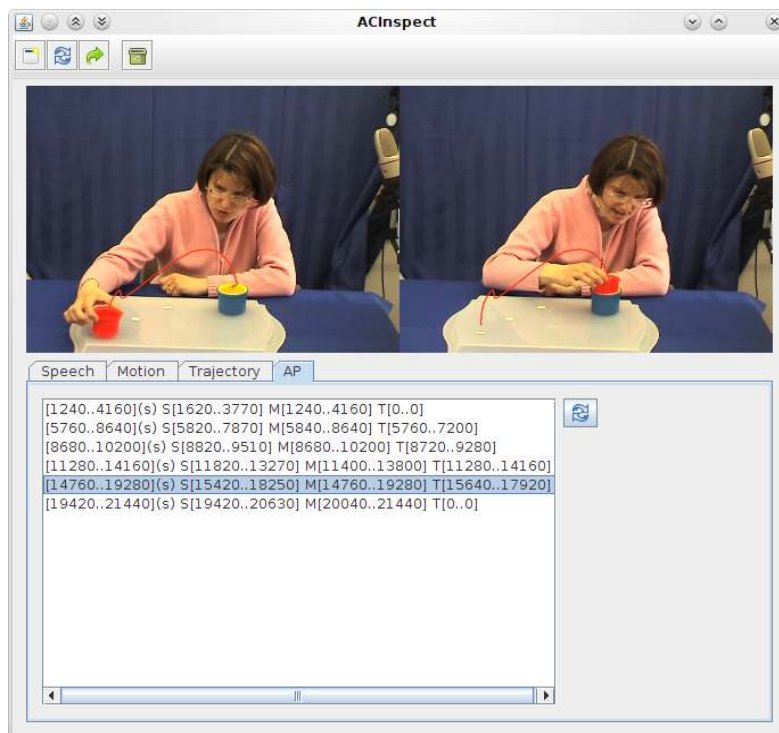 ACInspect
Speech Motion Trajectory AP
[1240..4160](s) S[1620..3770] M[1240..4160] T[0..0]
[5760..8640](s) S[5820..7870] M[5840..8640] T[5760..7200]
[8680..10200](s) S[8820..9510] M[8680..10200] T[8720..9280]
[11280..14160](s) S[11820..13270] M[11400..13800] T[11280..14160]
[14760..19280](s) S[15420..18250] M[14760..19280] T[15640..17920]
[19420..21440](s) S[19420..20630] M[20040..21440] T[0..0]